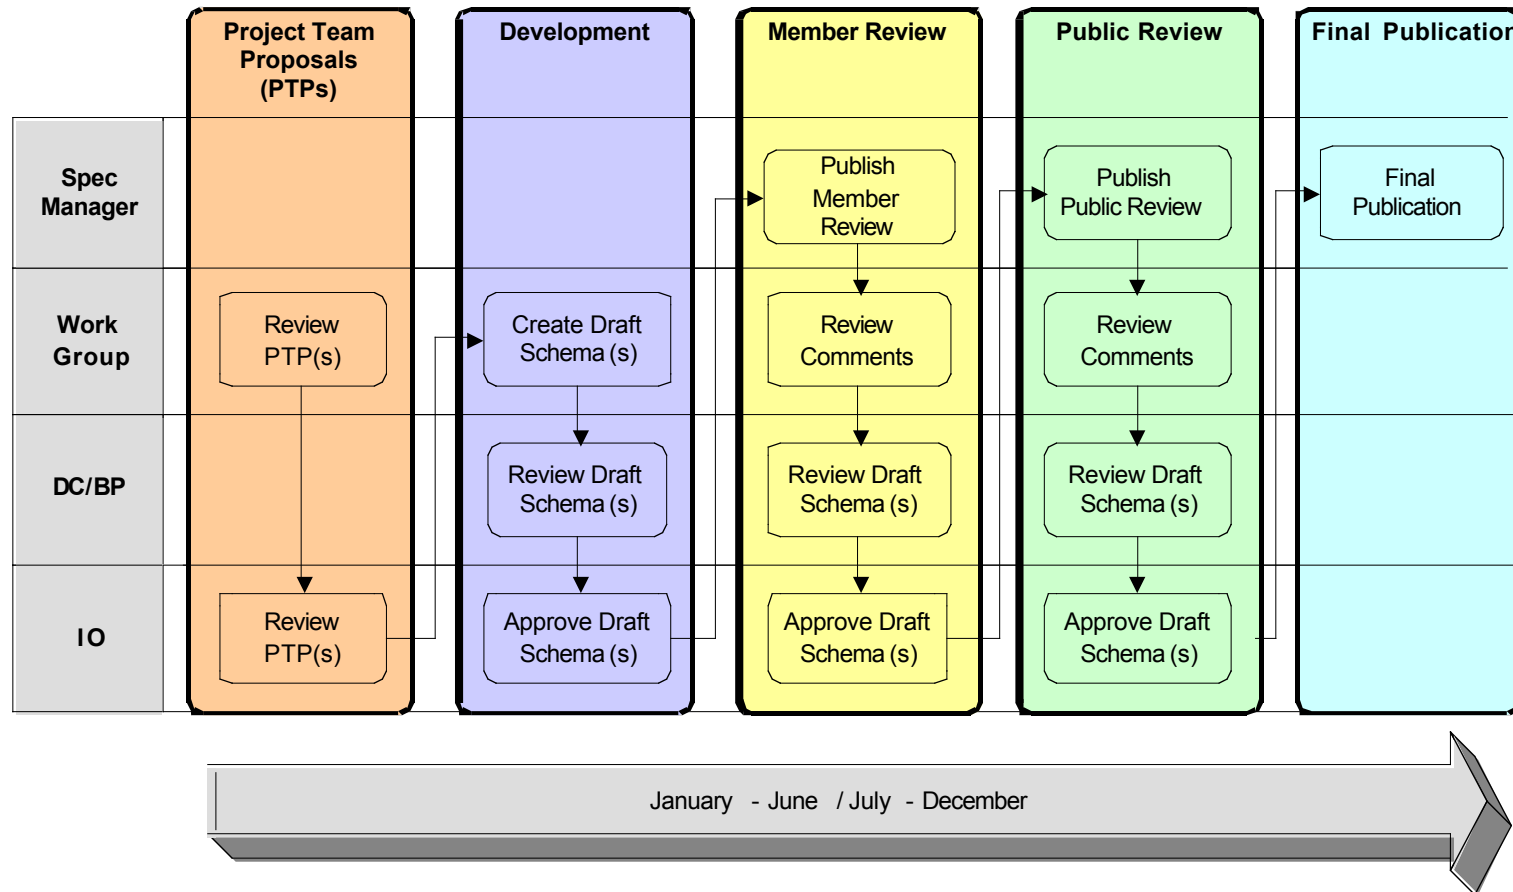 Project Team
Proposals
(PTPs)
Development
Member Review
Public Review
Final Publication
Spec
Manager
Publish
Member
Review
Publish
Public Review
Final
Publication
Work
Group
Review
PTP(s)
Create Draft
Schema (s)
Review
Comments
Review
Comments
DC/BP
Review Draft
Schema (s)
Review Draft
Schema (s)
Review Draft
Schema (s)
IO
Review
PTP(s)
Approve Draft
Schema (s)
Approve Draft
Schema (s)
Approve Draft
Schema (s)
January - June / July - December